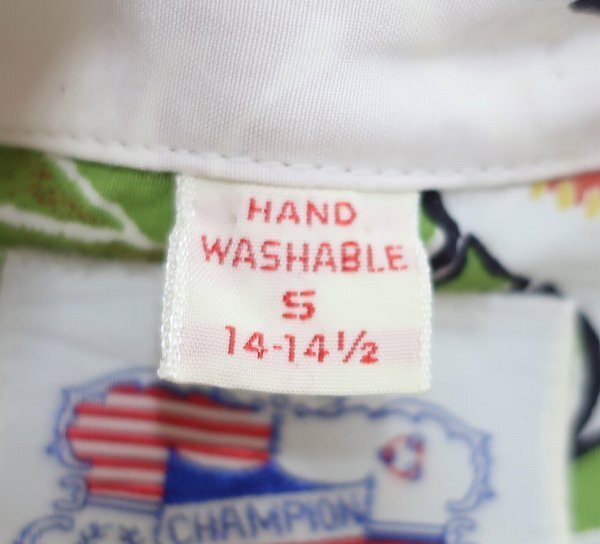 HAND
WASHABLE
S
14-14½
CHAMPION